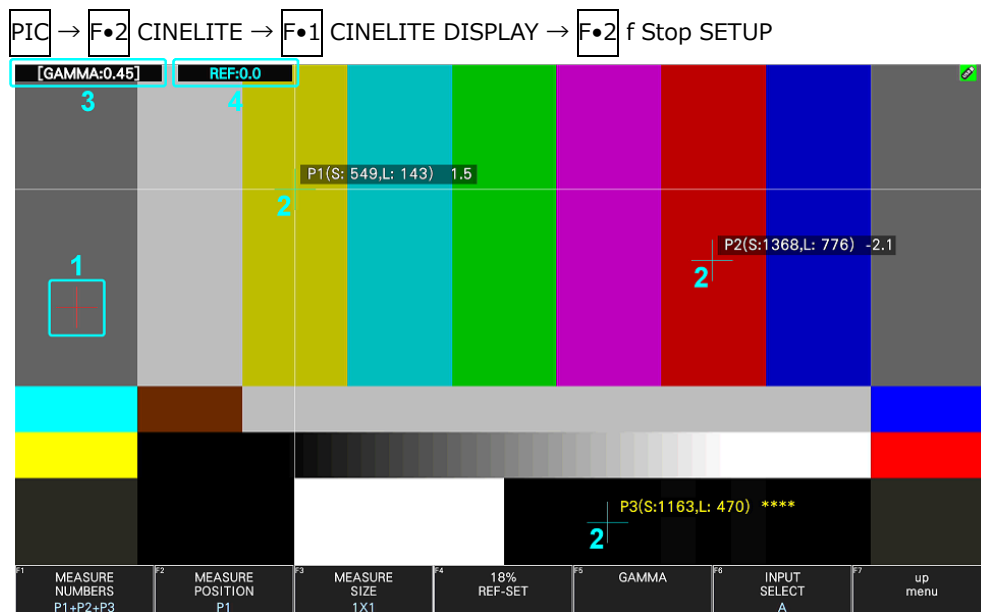 PIC → F•2 CINELITE → F•1 CINELITE DISPLAY → F•2 f Stop SETUP
[GAMMA:0.45] REF:0.0
3 4
P1(S: 549,L: 143) 1.5
2
P2(S:1368,L: 776) -2.1
1 2
P3(S:1163,L: 470) ****
2
F1 MEASURE NUMBERS P1+P2+P3
F2 MEASURE POSITION P1
F3 MEASURE SIZE 1X1
F4 18% REF-SET
F5 GAMMA
F6 INPUT SELECT A
F7 up menu